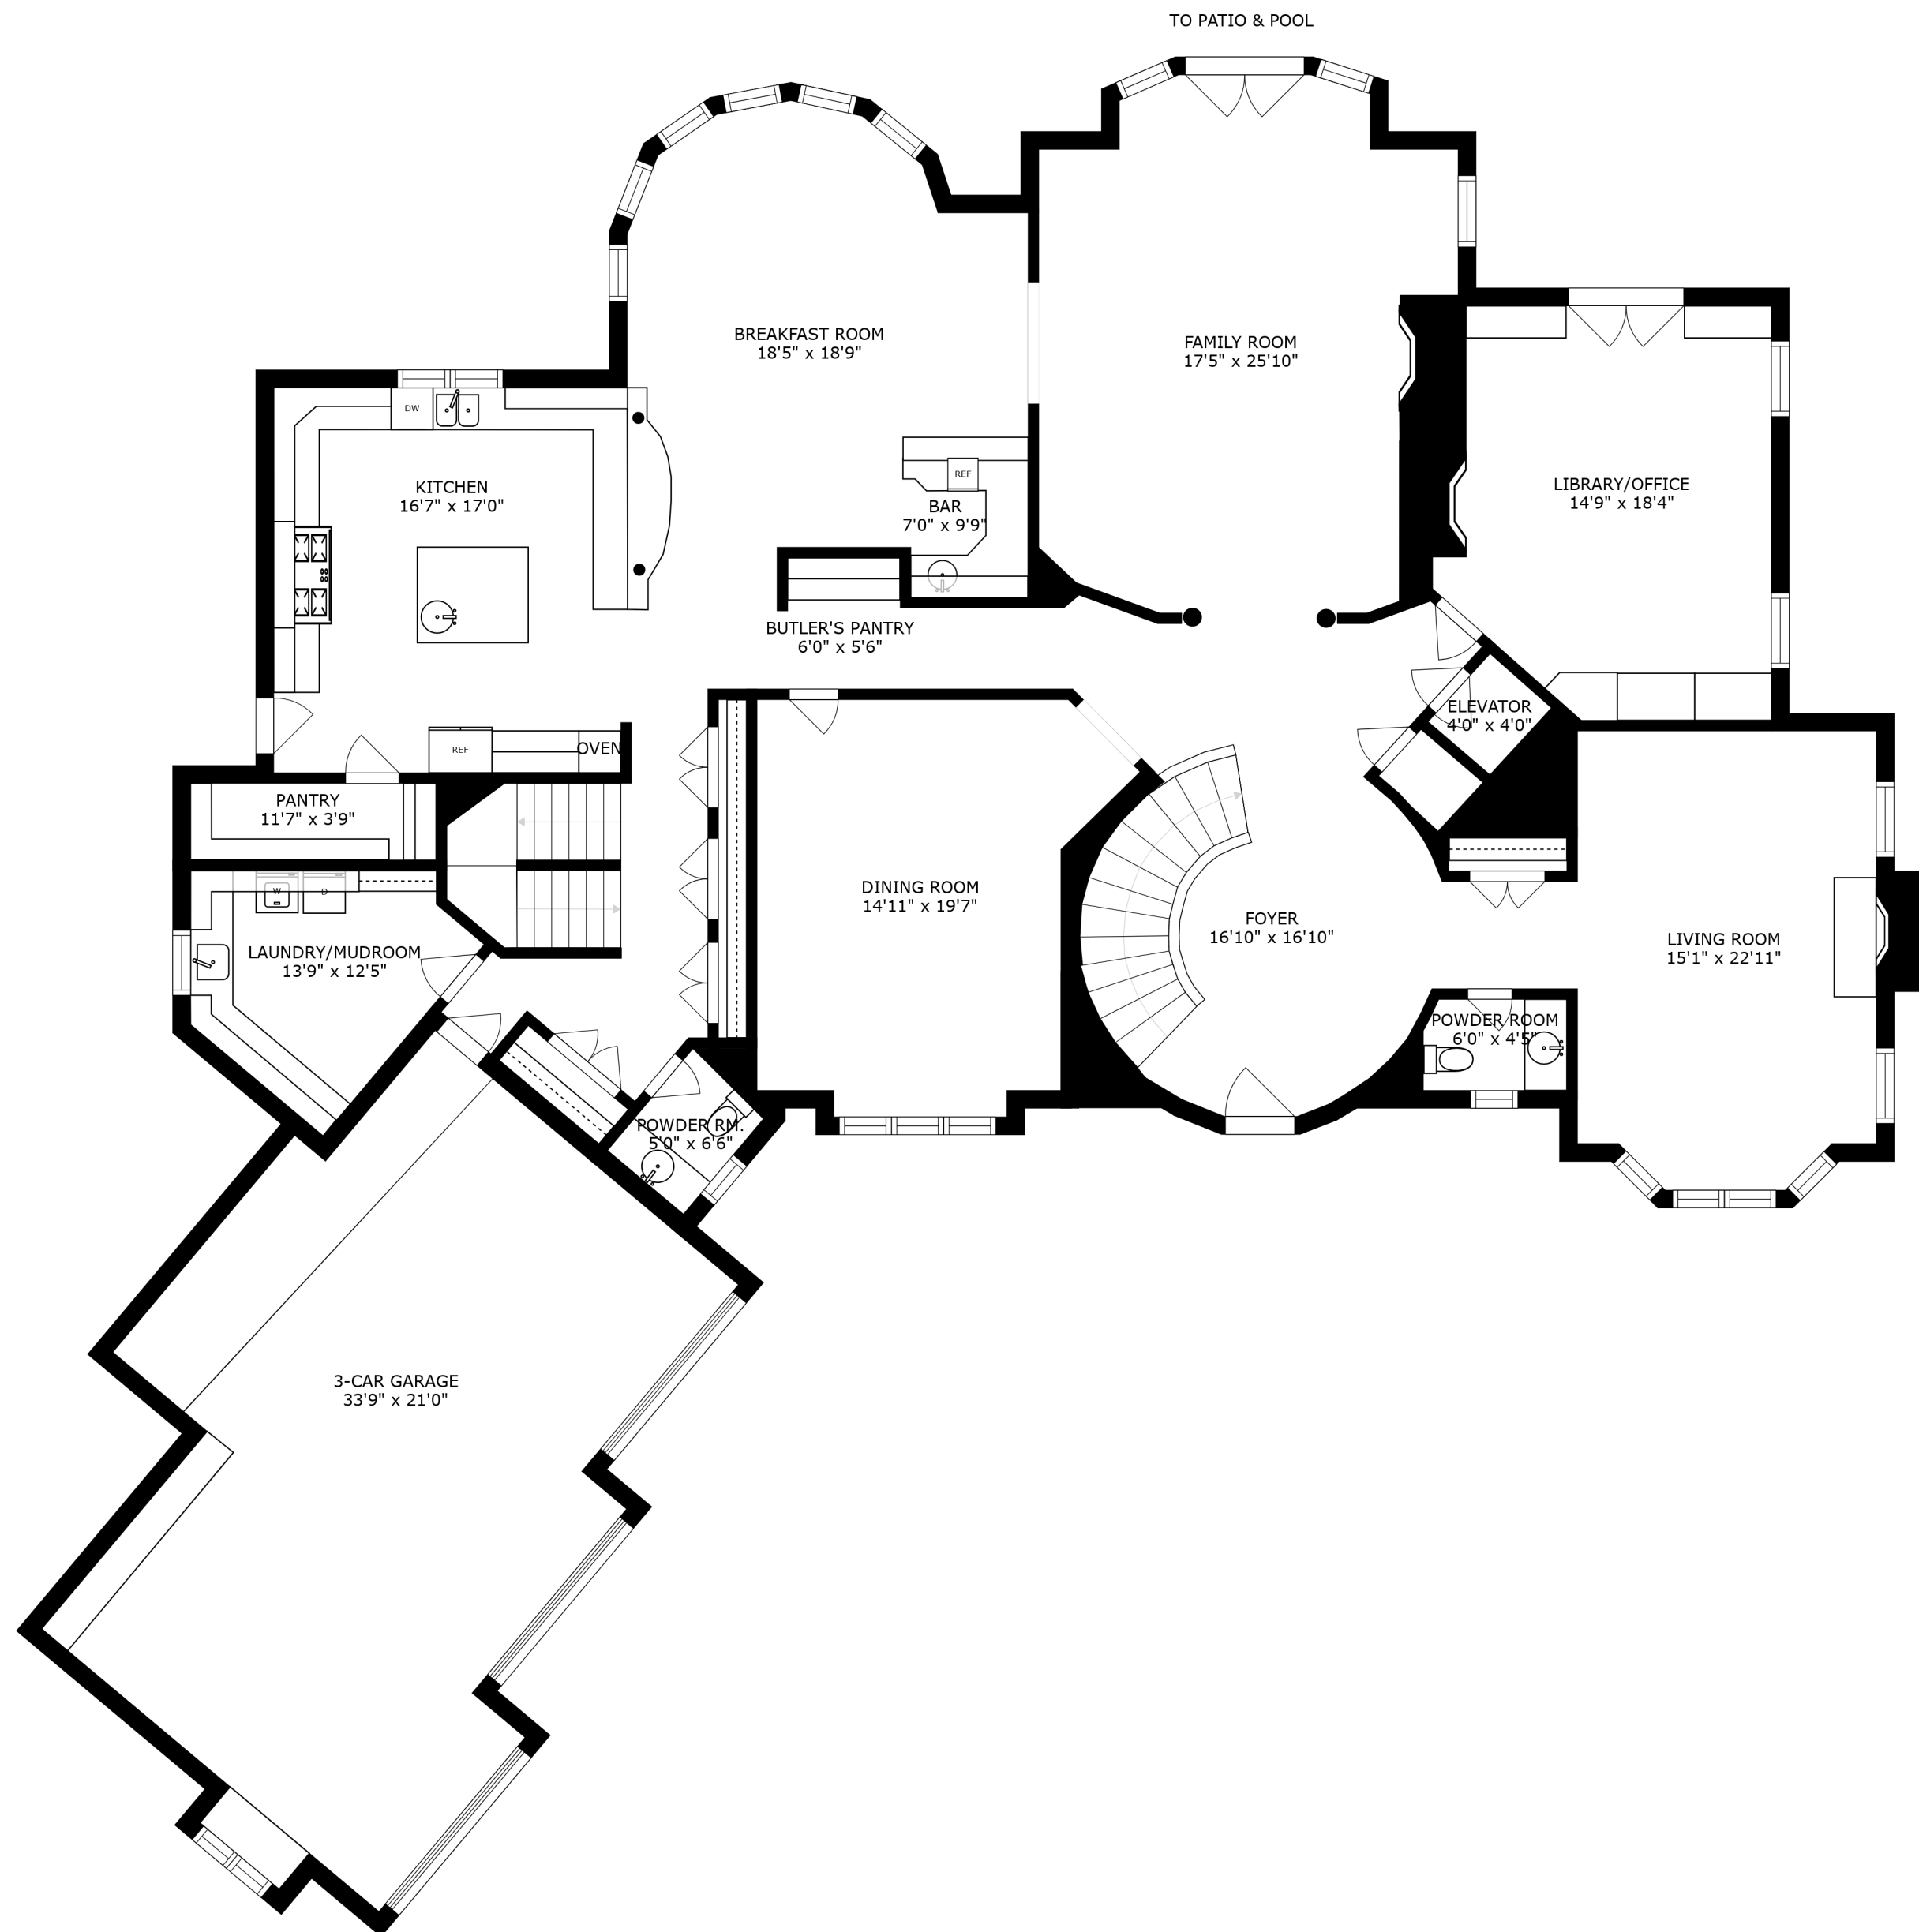 TO PATIO & POOL
BREAKFAST ROOM
18'5" x 18'9"
FAMILY ROOM
17'5" x 25'10"
DW
KITCHEN
16'7" x 17'0"
REF
BAR
7'0" x 9'9"
LIBRARY/OFFICE
14'9" x 18'4"
BUTLER'S PANTRY
6'0" x 5'6"
ELEVATOR
4'0" x 4'0"
REF
OVEN
PANTRY
11'7" x 3'9"
W
D
DINING ROOM
14'11" x 19'7"
FOYER
16'10" x 16'10"
LAUNDRY/MUDROOM
13'9" x 12'5"
LIVING ROOM
15'1" x 22'11"
POWDER ROOM
6'0" x 4'5"
POWDER RM.
5'0" x 6'6"
3-CAR GARAGE
33'9" x 21'0"